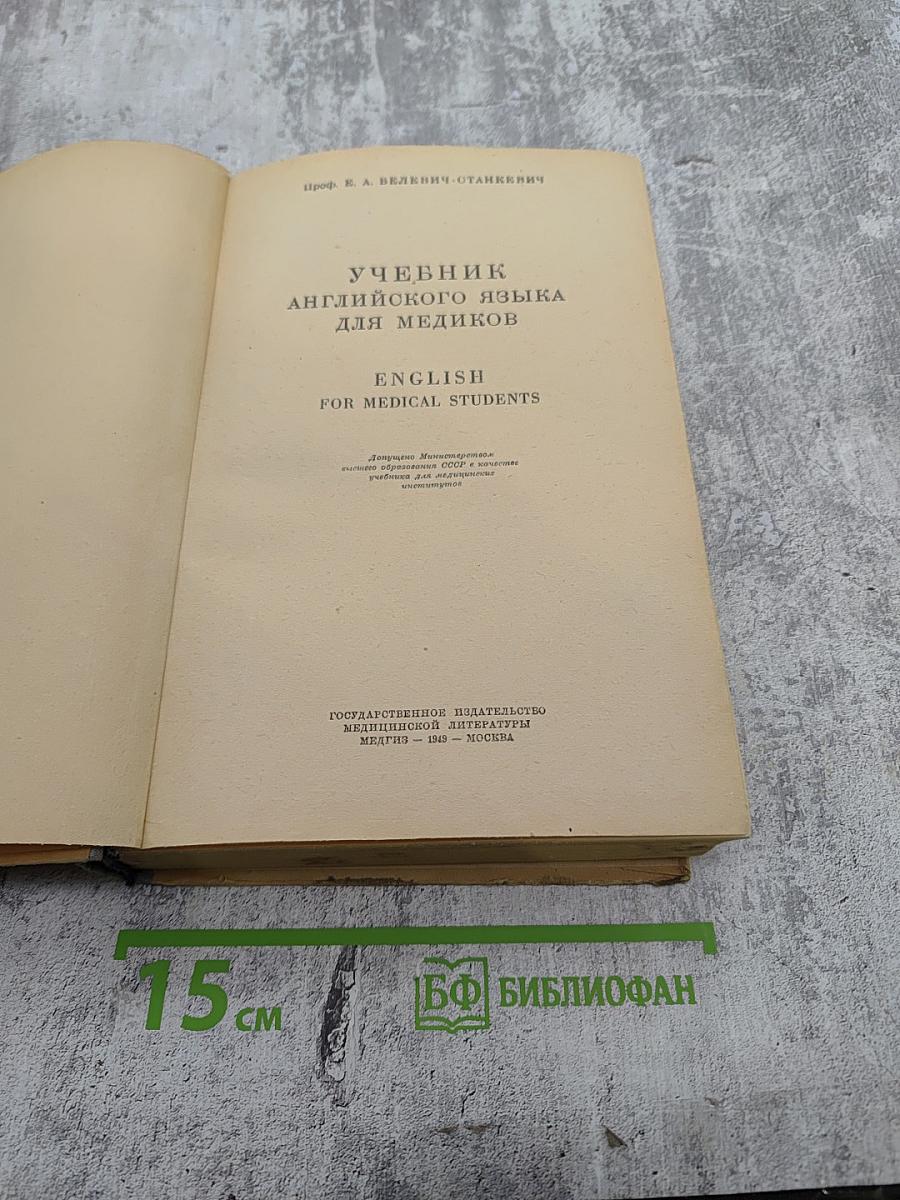 Проф. Е. А. ВЕЛЕВИЧ-СТАНКЕВИЧ
УЧЕБНИК
АНГЛИЙСКОГО ЯЗЫКА
ДЛЯ МЕДИКОВ
ENGLISH
FOR MEDICAL STUDENTS
Допущено Министерством
высшего образования СССР в качестве
учебника для медицинских
институтов
ГОСУДАРСТВЕННОЕ ИЗДАТЕЛЬСТВО
МЕДИЦИНСКОЙ ЛИТЕРАТУРЫ
МЕДГИЗ — 1949 — МОСКВА
15 см
БФ БИБЛИОФАН